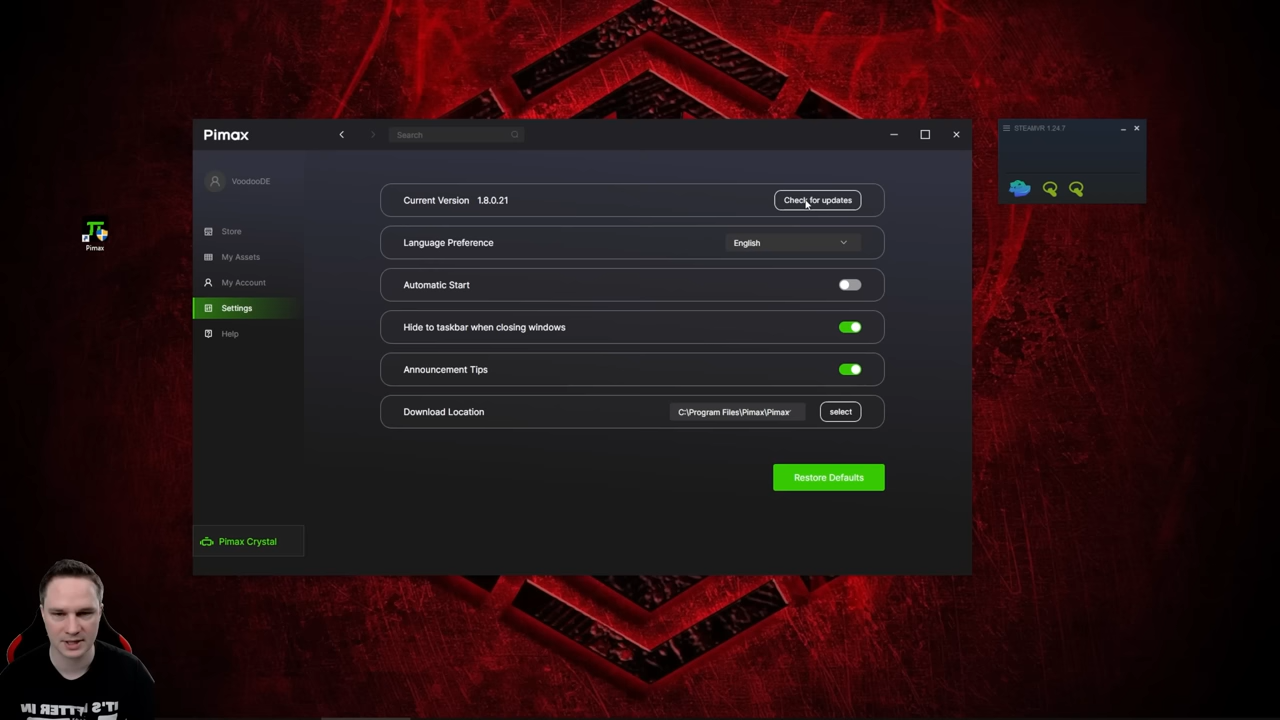 Pimax
Search
STEAMVR 1.24.7
VoodooDE
Store
My Assets
My Account
Settings
Help
Pimax Crystal
Current Version 1.8.0.21
Check for updates
Language Preference
English
Automatic Start
Hide to taskbar when closing windows
Announcement Tips
Download Location
C:\Program Files\Pimax\Pimax
select
Restore Defaults
Pimax